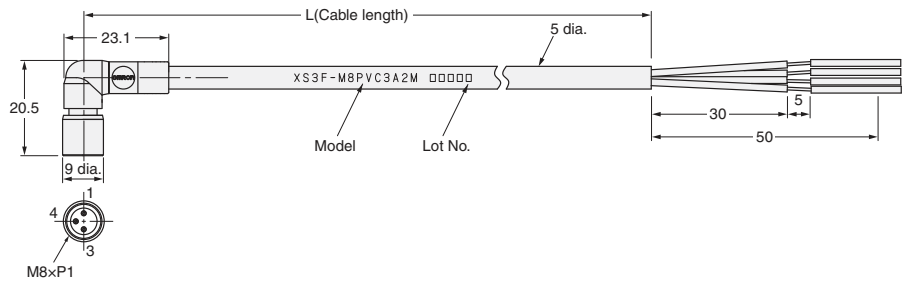 L(Cable length)
23.1
5 dia.
OMRON
XS3F-M8PVC3A2M □□□□□
20.5
5
30
50
Model
Lot No.
9 dia.
1
4
3
M8×P1